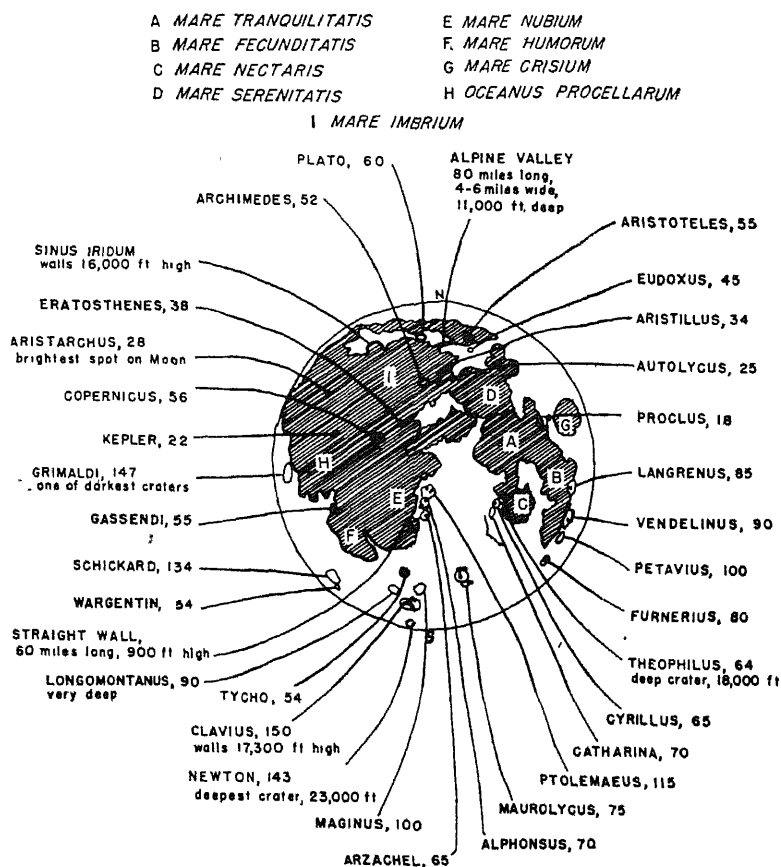 A MARE TRANQUILITATIS
B MARE FECUNDITATIS
C MARE NECTARIS
D MARE SERENITATIS
E MARE NUBIUM
F. MARE HUMORUM
G MARE CRISIUM
H OCEANUS PROCELLARUM
I MARE IMBRIUM
PLATO, 60
ALPINE VALLEY
80 miles long,
4-6 miles wide,
11,000 ft. deep
ARCHIMEDES, 52
ARISTOTELES, 55
SINUS IRIDUM
walls 16,000 ft high
EUDOXUS, 45
ERATOSTHENES, 38
N
ARISTILLUS, 34
ARISTARCHUS, 28
brightest spot on Moon
AUTOLYCUS, 25
COPERNICUS, 56
PROCLUS, 18
KEPLER, 22
GRIMALDI, 147
one of darkest craters
LANGRENUS, 85
GASSENDI, 55
VENDELINUS, 90
SCHICKARD, 134
PETAVIUS, 100
WARGENTIN, 54
FURNERIUS, 80
STRAIGHT WALL,
60 miles long, 900 ft high
THEOPHILUS, 64
deep crater, 18,000 ft
LONGOMONTANUS, 90
very deep
TYCHO, 54
CYRILLUS, 65
CLAVIUS, 150
walls 17,300 ft high
CATHARINA, 70
NEWTON, 143
deepest crater, 23,000 ft
PTOLEMAEUS, 115
MAUROLYCUS, 75
MAGINUS, 100
ALPHONSUS, 70
ARZACHEL, 65
I
D
G
A
H
B
E
C
F
S